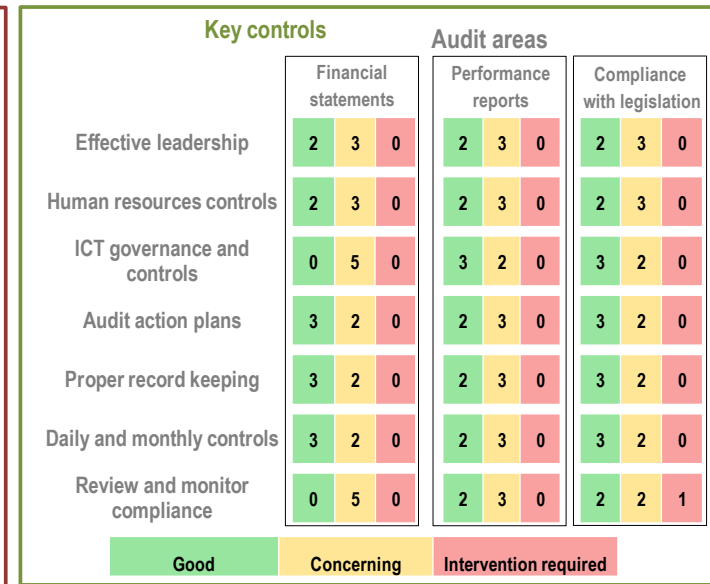 Key controls
Audit areas
Financial statements
Performance reports
Compliance with legislation
Effective leadership 2 3 0 2 3 0 2 3 0
Human resources controls 2 3 0 2 3 0 2 3 0
ICT governance and controls 0 5 0 3 2 0 3 2 0
Audit action plans 3 2 0 2 3 0 3 2 0
Proper record keeping 3 2 0 2 3 0 3 2 0
Daily and monthly controls 3 2 0 2 3 0 3 2 0
Review and monitor compliance 0 5 0 2 3 0 2 2 1
Good Concerning Intervention required